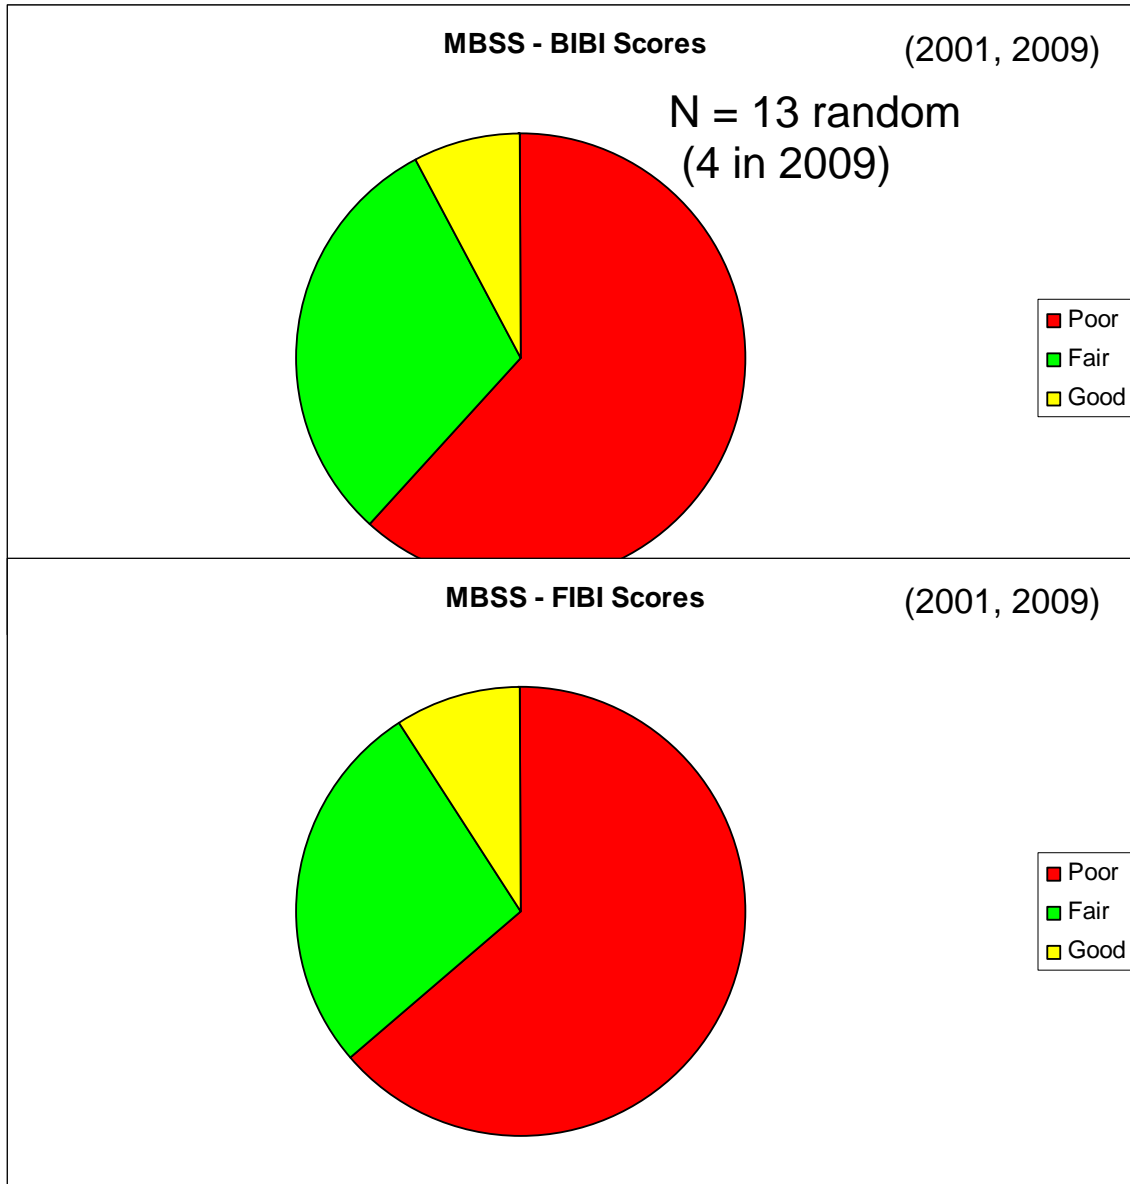 MBSS - BIBI Scores
(2001, 2009)
N = 13 random
(4 in 2009)
Poor
Fair
Good
MBSS - FIBI Scores
(2001, 2009)
Poor
Fair
Good